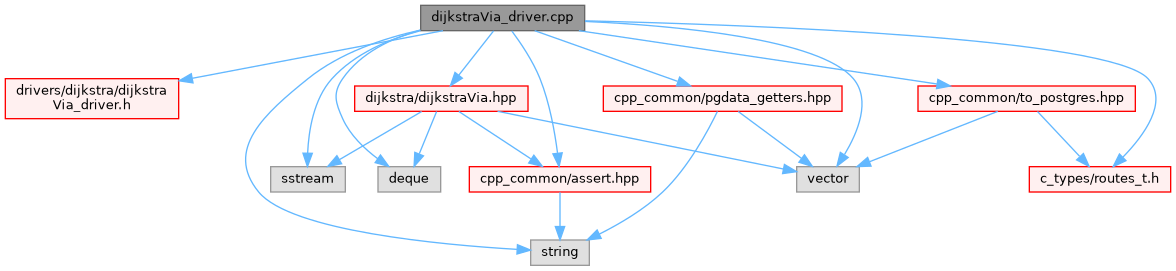 dijkstraVia_driver.cpp
drivers/dijkstra/dijkstra
Via_driver.h
dijkstra/dijkstraVia.hpp
cpp_common/pgdata_getters.hpp
cpp_common/to_postgres.hpp
sstream
deque
cpp_common/assert.hpp
vector
c_types/routes_t.h
string